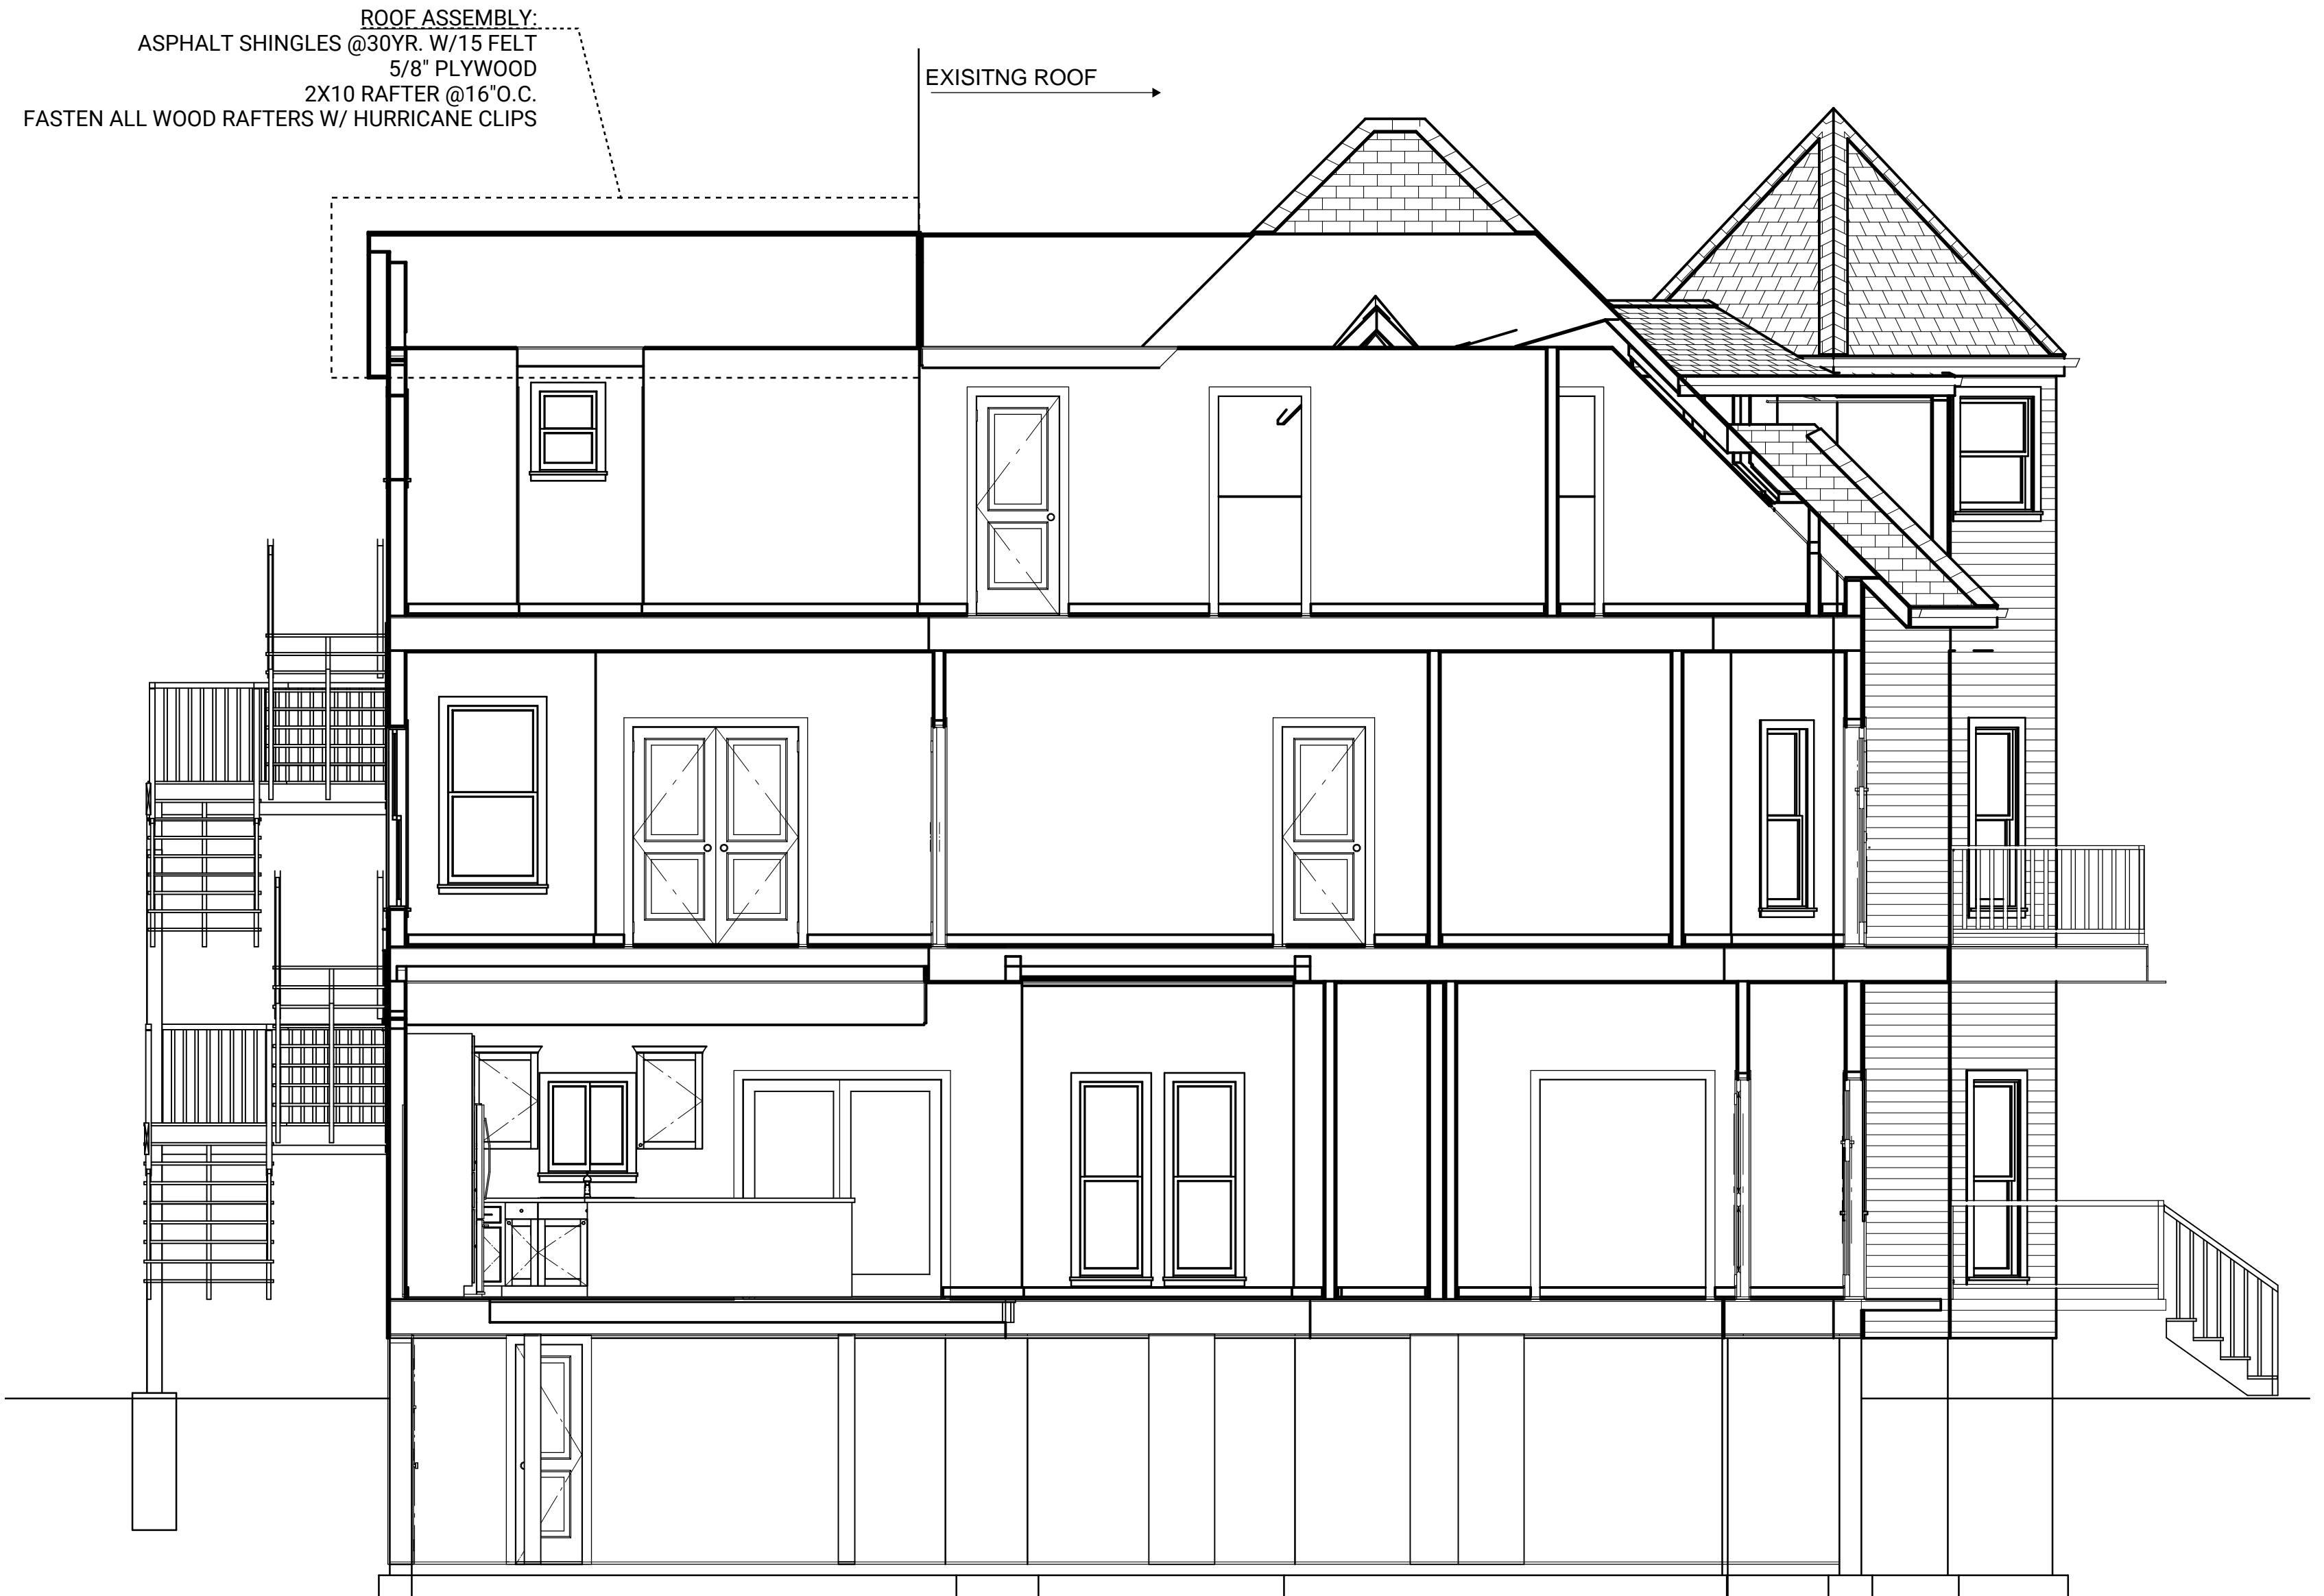 ROOF ASSEMBLY:
ASPHALT SHINGLES @30YR. W/15 FELT
5/8" PLYWOOD
2X10 RAFTER @16"O.C.
FASTEN ALL WOOD RAFTERS W/ HURRICANE CLIPS
EXISITNG ROOF